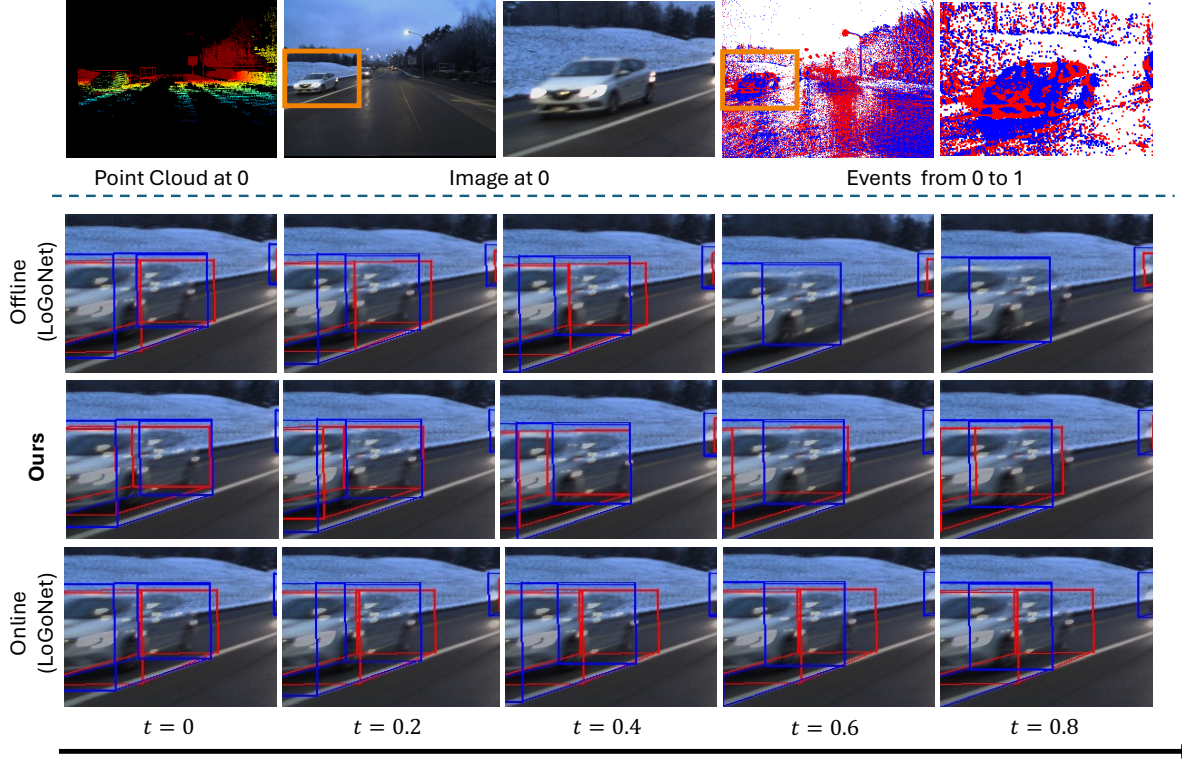 Point Cloud at 0
Image at 0
Events from 0 to 1
Offline
(LoGoNet)
Ours
Online
(LoGoNet)
t = 0
t = 0.2
t = 0.4
t = 0.6
t = 0.8